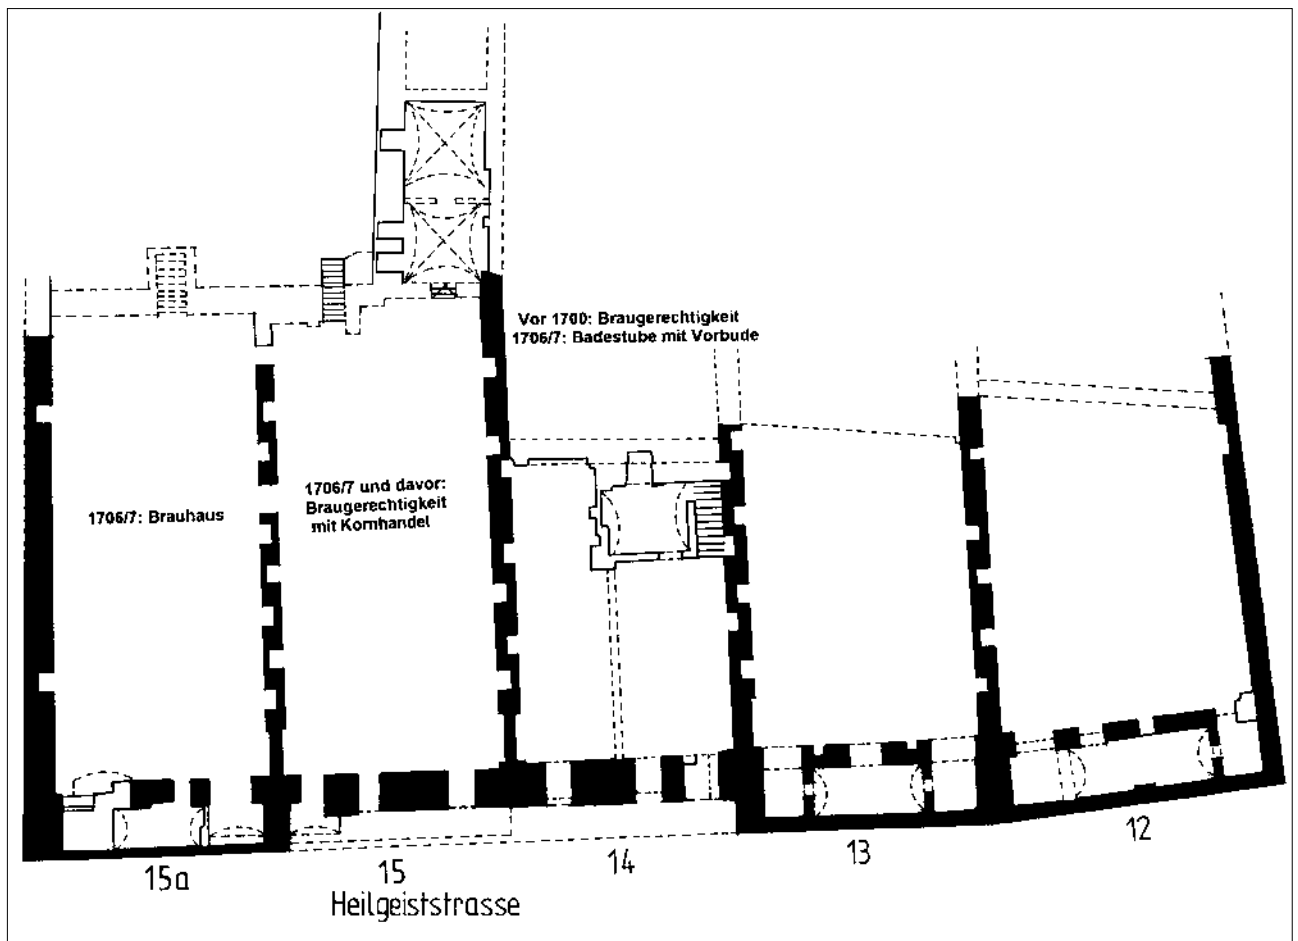 Vor 1700: Braugerechtigkeit
1706/7: Badestube mit Vorbude
1706/7 und davor:
Braugerechtigkeit
mit Kornhandel
1706/7: Brauhaus
15a
15
14
13
12
Heilgeiststrasse